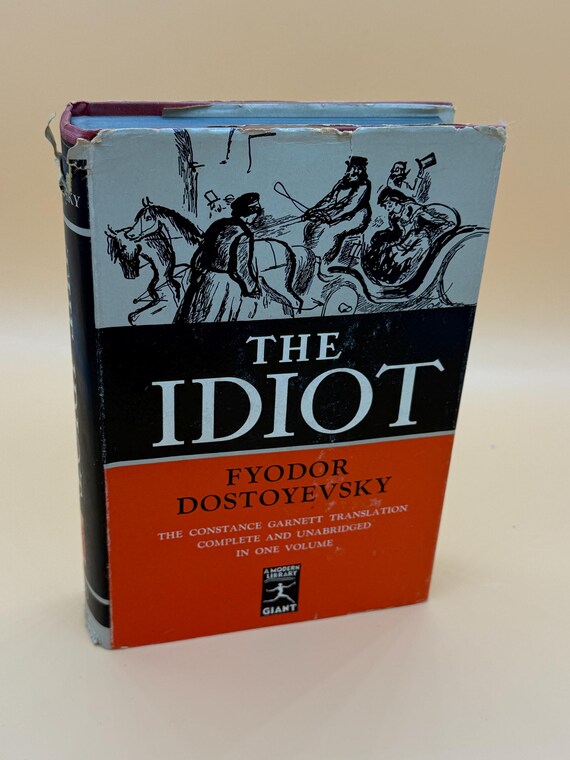 THE
IDIOT
FYODOR
DOSTOYEVSKY
THE CONSTANCE GARNETT TRANSLATION
COMPLETE AND UNABRIDGED
IN ONE VOLUME
A MODERN
LIBRARY
GIANT